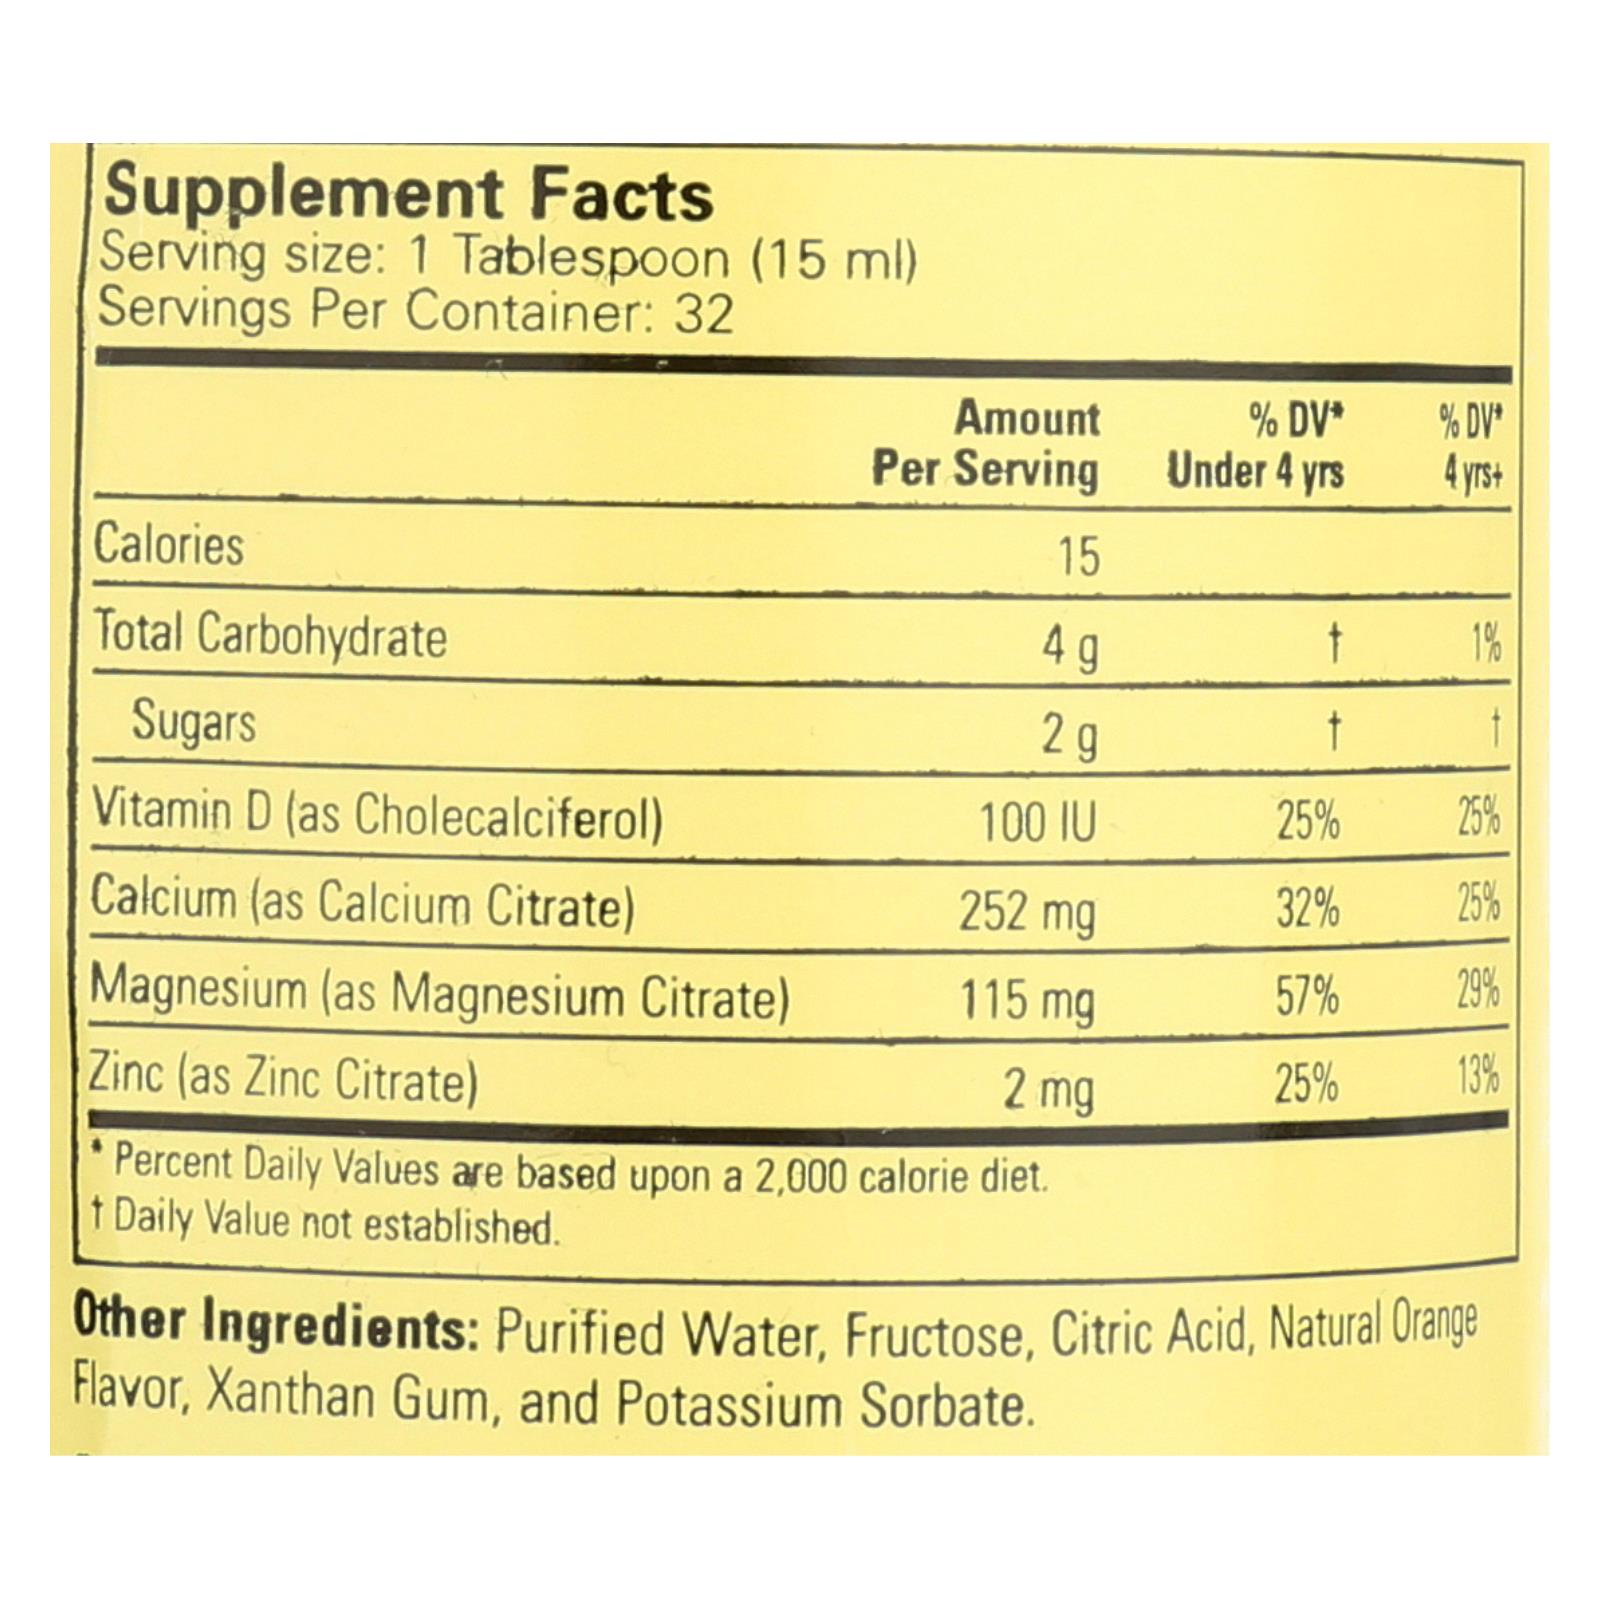 Supplement Facts
Serving size: 1 Tablespoon (15 ml)
Servings Per Container: 32
Amount Per Serving % DV* Under 4 yrs % DV* 4 yrs+
Calories 15
Total Carbohydrate 4 g † 1%
Sugars 2 g † †
Vitamin D (as Cholecalciferol) 100 IU 25% 25%
Calcium (as Calcium Citrate) 252 mg 32% 25%
Magnesium (as Magnesium Citrate) 115 mg 57% 29%
Zinc (as Zinc Citrate) 2 mg 25% 13%
* Percent Daily Values are based upon a 2,000 calorie diet.
† Daily Value not established.
Other Ingredients: Purified Water, Fructose, Citric Acid, Natural Orange
Flavor, Xanthan Gum, and Potassium Sorbate.